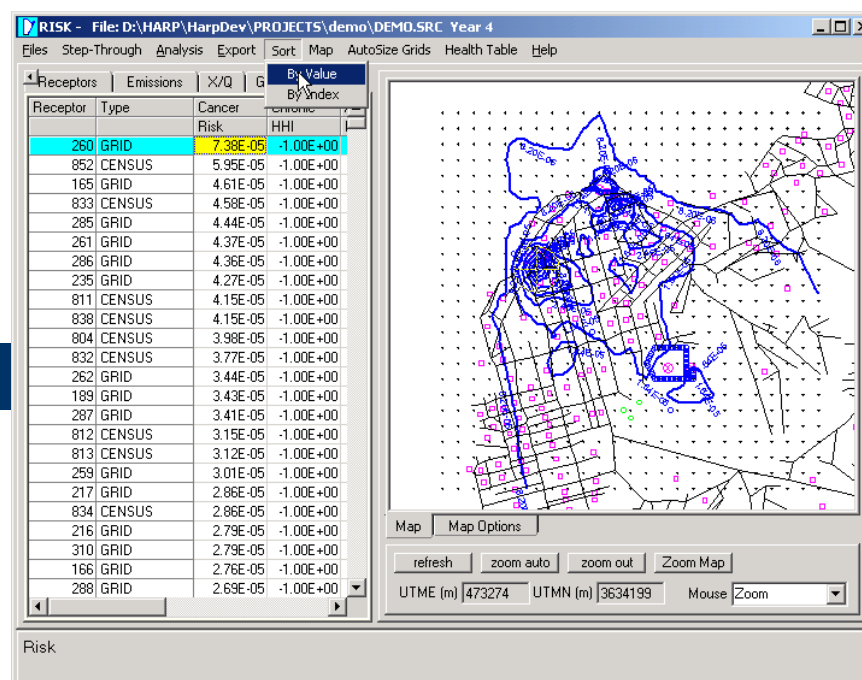 RISK - File: D:\HARP\HarpDev\PROJECTS\demo\DEMO.SRC Year 4
Files Step-Through Analysis Export Sort Map AutoSize Grids Health Table Help
By Value
By Index
Receptors Emissions X/Q
Receptor Type Cancer Chronic
Risk HHI
260 GRID 7.38E-05 -1.00E+00
852 CENSUS 5.95E-05 -1.00E+00
165 GRID 4.61E-05 -1.00E+00
833 CENSUS 4.58E-05 -1.00E+00
285 GRID 4.44E-05 -1.00E+00
261 GRID 4.37E-05 -1.00E+00
286 GRID 4.36E-05 -1.00E+00
235 GRID 4.27E-05 -1.00E+00
811 CENSUS 4.15E-05 -1.00E+00
838 CENSUS 4.15E-05 -1.00E+00
804 CENSUS 3.98E-05 -1.00E+00
832 CENSUS 3.77E-05 -1.00E+00
262 GRID 3.44E-05 -1.00E+00
189 GRID 3.43E-05 -1.00E+00
287 GRID 3.41E-05 -1.00E+00
812 CENSUS 3.15E-05 -1.00E+00
813 CENSUS 3.12E-05 -1.00E+00
259 GRID 3.01E-05 -1.00E+00
217 GRID 2.86E-05 -1.00E+00
834 CENSUS 2.86E-05 -1.00E+00
216 GRID 2.79E-05 -1.00E+00
310 GRID 2.79E-05 -1.00E+00
166 GRID 2.76E-05 -1.00E+00
288 GRID 2.69E-05 -1.00E+00
8.20E-06
8.20E-06
8.20E-06
Map Map Options
refresh zoom auto zoom out Zoom Map
UTME (m) 473274 UTMN (m) 3634199 Mouse Zoom
Risk